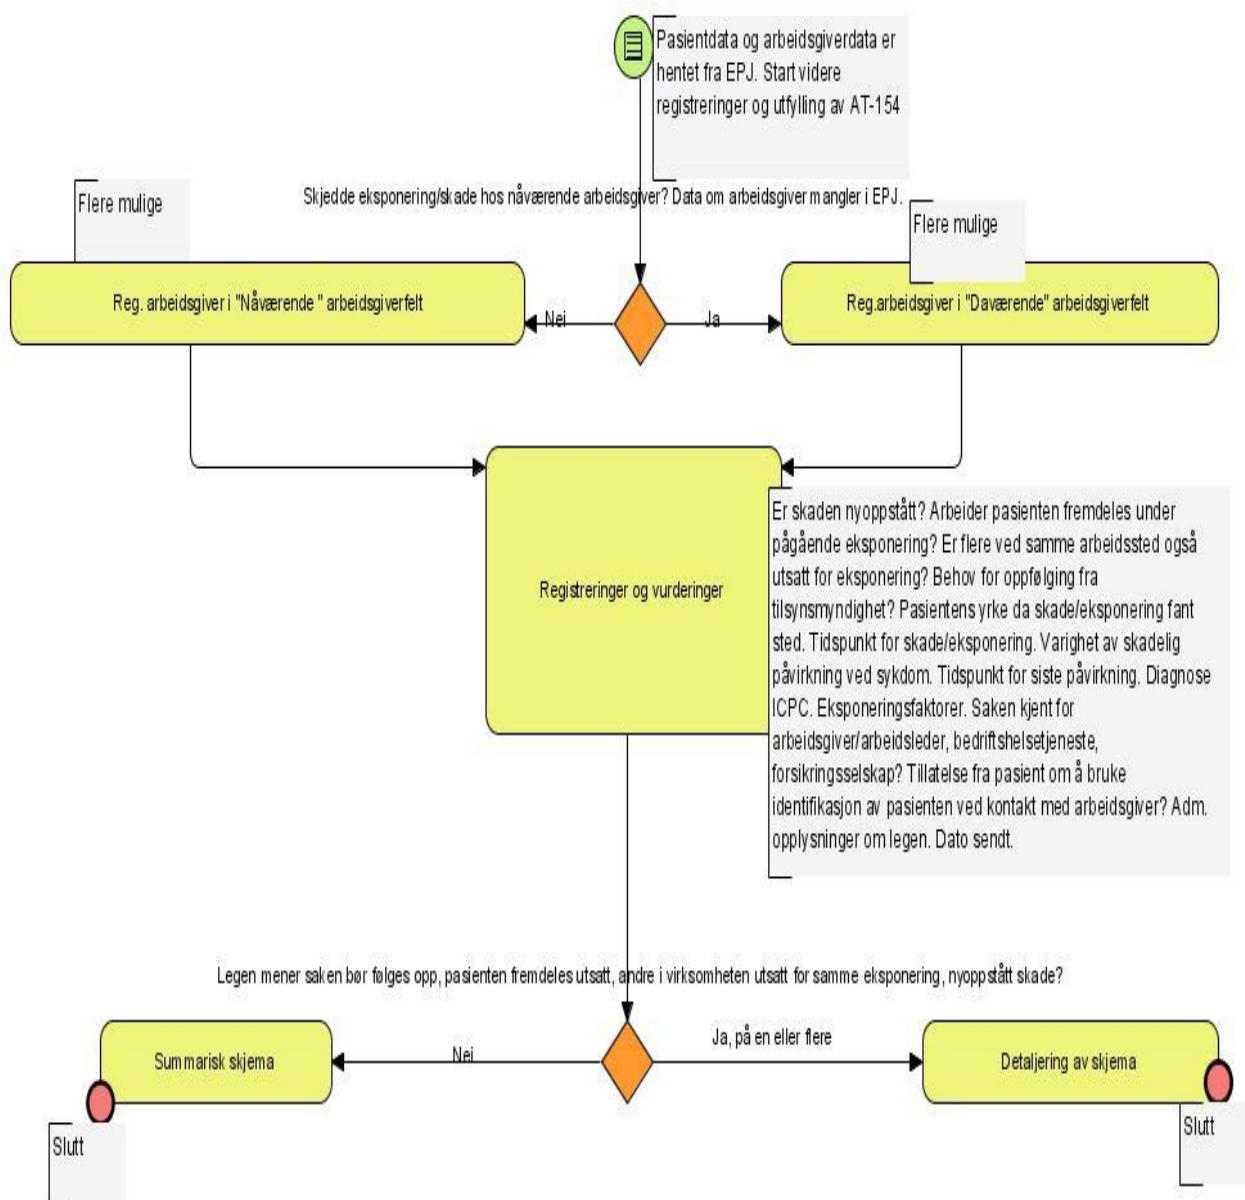 Pasientdata og arbeidsgiverdata er
hentet fra EPJ. Start videre
registreringer og utfylling av AT-154
Skjedde eksponering/skade hos nåværende arbeidsgiver? Data om arbeidsgiver mangler i EPJ.
Flere mulige
Flere mulige
Reg. arbeidsgiver i "Nåværende " arbeidsgiverfelt
Nei
Ja
Reg.arbeidsgiver i "Daværende" arbeidsgiverfelt
Registreringer og vurderinger
Er skaden nyoppstått? Arbeider pasienten fremdeles under
pågående eksponering? Er flere ved samme arbeidssted også
utsatt for eksponering? Behov for oppfølging fra
tilsynsmyndighet? Pasientens yrke da skade/eksponering fant
sted. Tidspunkt for skade/eksponering. Varighet av skadelig
påvirkning ved sykdom. Tidspunkt for siste påvirkning. Diagnose
ICPC. Eksponeringsfaktorer. Saken kjent for
arbeidsgiver/arbeidsleder, bedriftshelsetjeneste,
forsikringsselskap? Tillatelse fra pasient om å bruke
identifikasjon av pasienten ved kontakt med arbeidsgiver? Adm.
opplysninger om legen. Dato sendt.
Legen mener saken bør følges opp, pasienten fremdeles utsatt, andre i virksomheten utsatt for samme eksponering, nyoppstått skade?
Summarisk skjema
Nei
Ja, på en eller flere
Detaljering av skjema
Slutt
Slutt